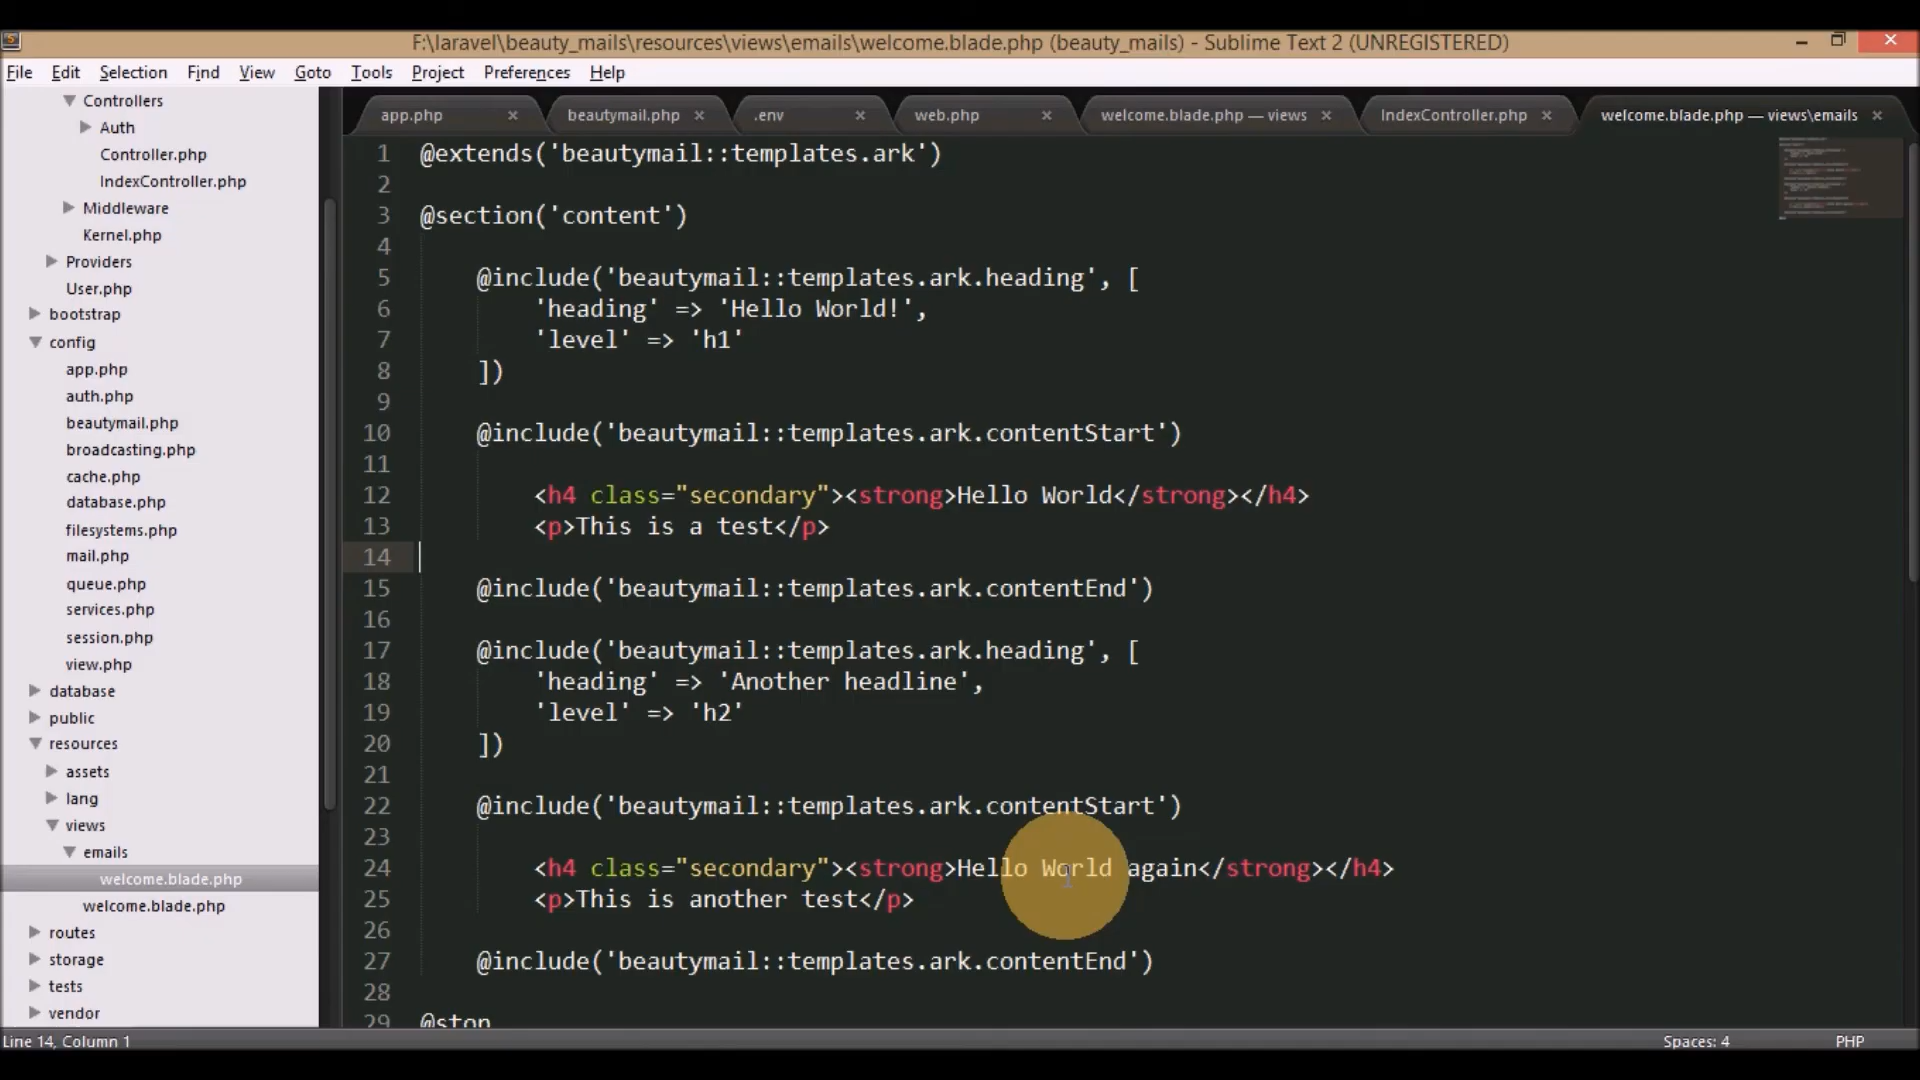 F:\laravel\beauty_mails\resources\views\emails\welcome.blade.php (beauty_mails) - Sublime Text 2 (UNREGISTERED)
File Edit Selection Find View Goto Tools Project Preferences Help
app.php beautymail.php .env web.php welcome.blade.php — views IndexController.php welcome.blade.php — views\emails
Controllers
Auth
Controller.php
IndexController.php
Middleware
Kernel.php
Providers
User.php
bootstrap
config
app.php
auth.php
beautymail.php
broadcasting.php
cache.php
database.php
filesystems.php
mail.php
queue.php
services.php
session.php
view.php
database
public
resources
assets
lang
views
emails
welcome.blade.php
welcome.blade.php
routes
storage
tests
vendor
1 @extends('beautymail::templates.ark')
2
3 @section('content')
4
5 @include('beautymail::templates.ark.heading', [
6 'heading' => 'Hello World!',
7 'level' => 'h1'
8 ])
9
10 @include('beautymail::templates.ark.contentStart')
11
12 <h4 class="secondary"><strong>Hello World</strong></h4>
13 <p>This is a test</p>
14
15 @include('beautymail::templates.ark.contentEnd')
16
17 @include('beautymail::templates.ark.heading', [
18 'heading' => 'Another headline',
19 'level' => 'h2'
20 ])
21
22 @include('beautymail::templates.ark.contentStart')
23
24 <h4 class="secondary"><strong>Hello World again</strong></h4>
25 <p>This is another test</p>
26
27 @include('beautymail::templates.ark.contentEnd')
28
29 @stop
Line 14, Column 1 Spaces: 4 PHP